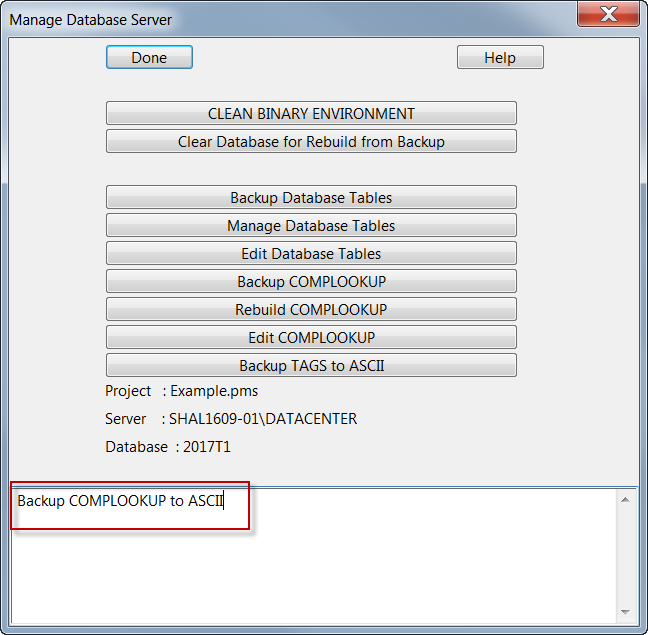 Manage Database Server
Done
Help
CLEAN BINARY ENVIRONMENT
Clear Database for Rebuild from Backup
Backup Database Tables
Manage Database Tables
Edit Database Tables
Backup COMPLOOKUP
Rebuild COMPLOOKUP
Edit COMPLOOKUP
Backup TAGS to ASCII
Project : Example.pms
Server : SHAL1609-01\DATACENTER
Database : 2017T1
Backup COMPLOOKUP to ASCII